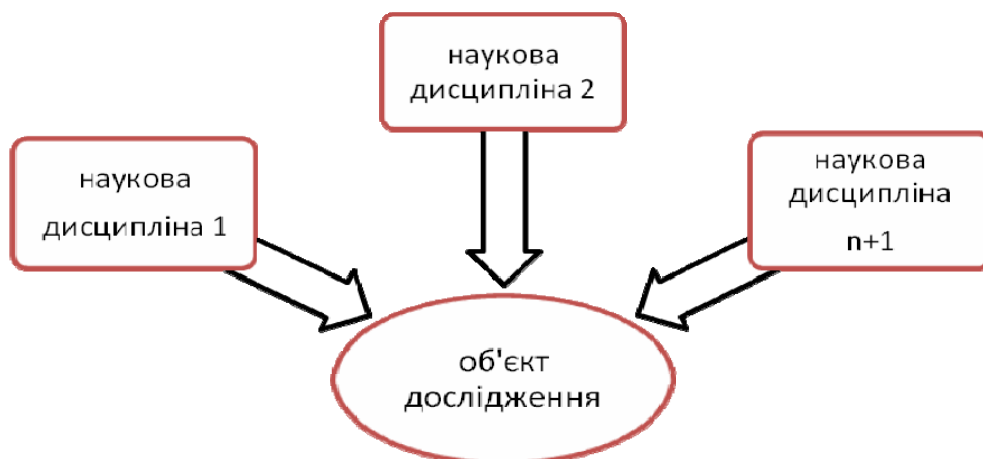 наукова
дисципліна 1
наукова
дисципліна 2
наукова
дисципліна
n+1
об'єкт
дослідження